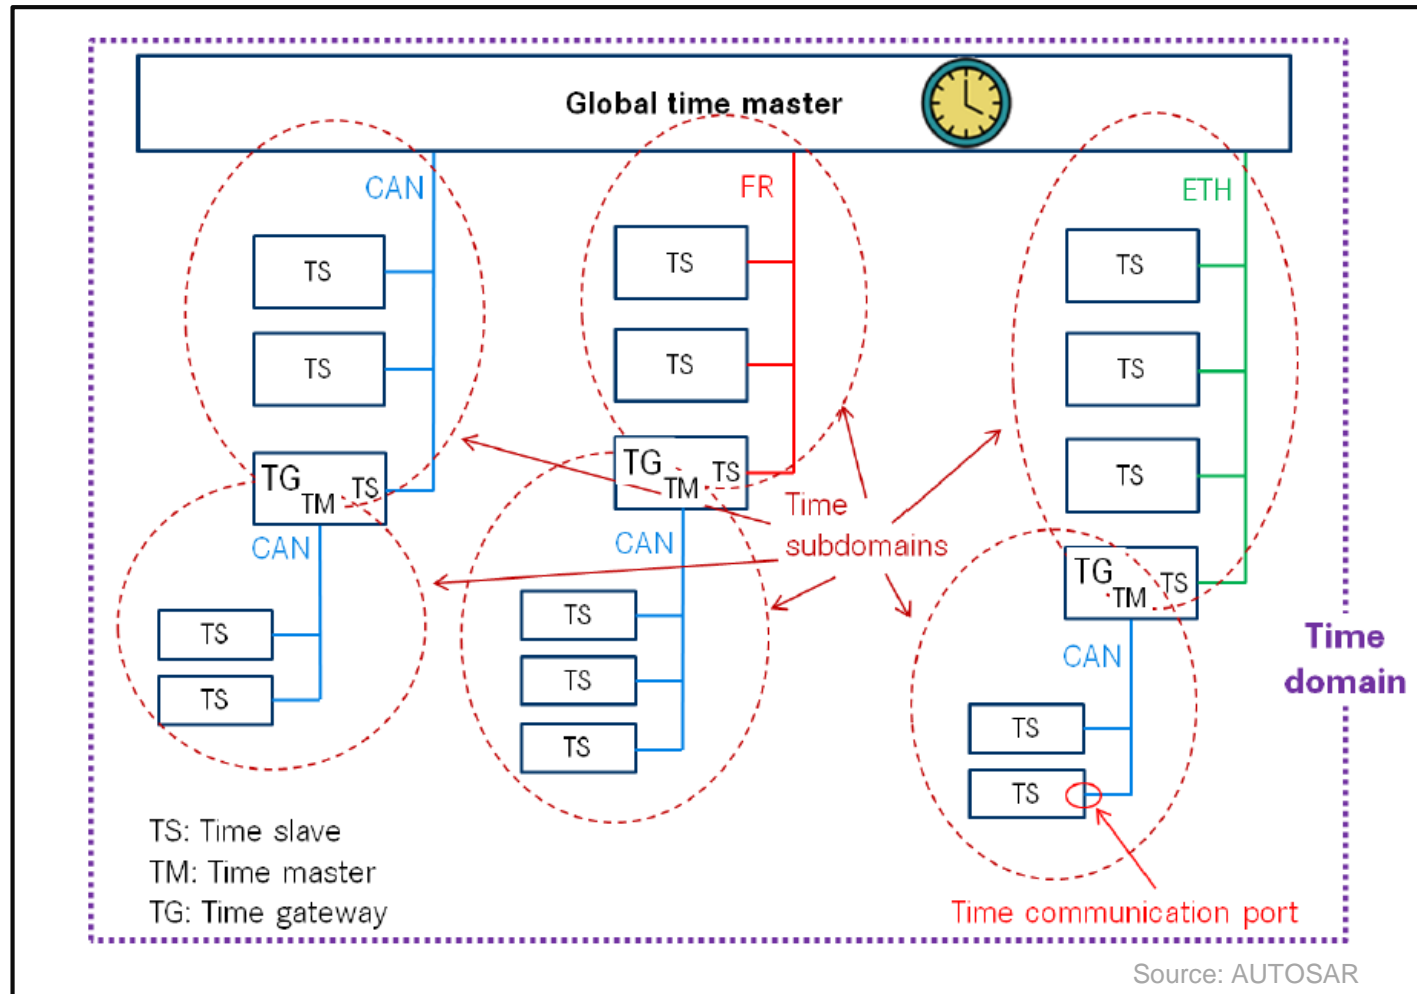 Global time master
CAN
FR
ETH
TS
TS
TS
TS
TS
TS
TS
TG
TM
TS
TG
TM
TS
TG
TM
TS
Time
subdomains
CAN
CAN
CAN
TS
TS
TS
TS
TS
TS
TS
Time
domain
TS: Time slave
TM: Time master
TG: Time gateway
Time communication port
Source: AUTOSAR